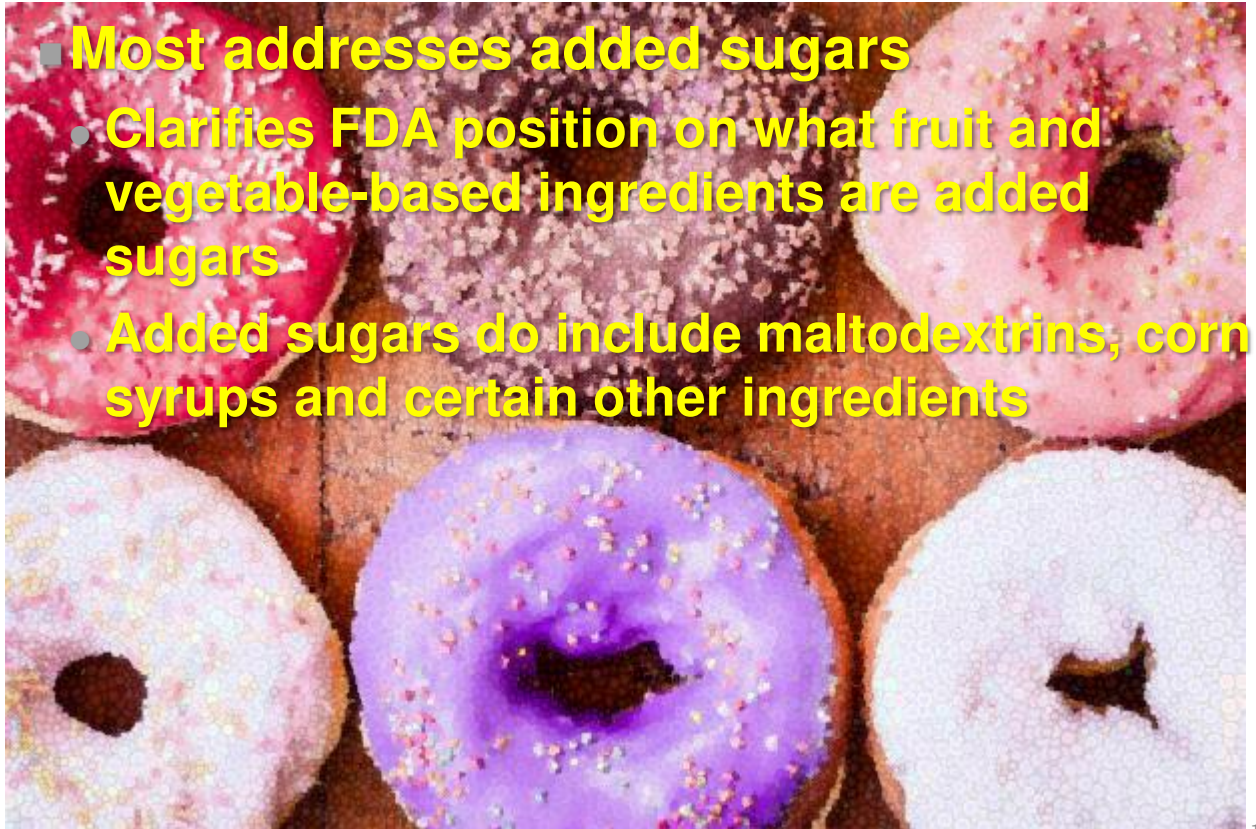 Most addresses added sugars
Clarifies FDA position on what fruit and
vegetable-based ingredients are added
sugars
Added sugars do include maltodextrins, corn
syrups and certain other ingredients